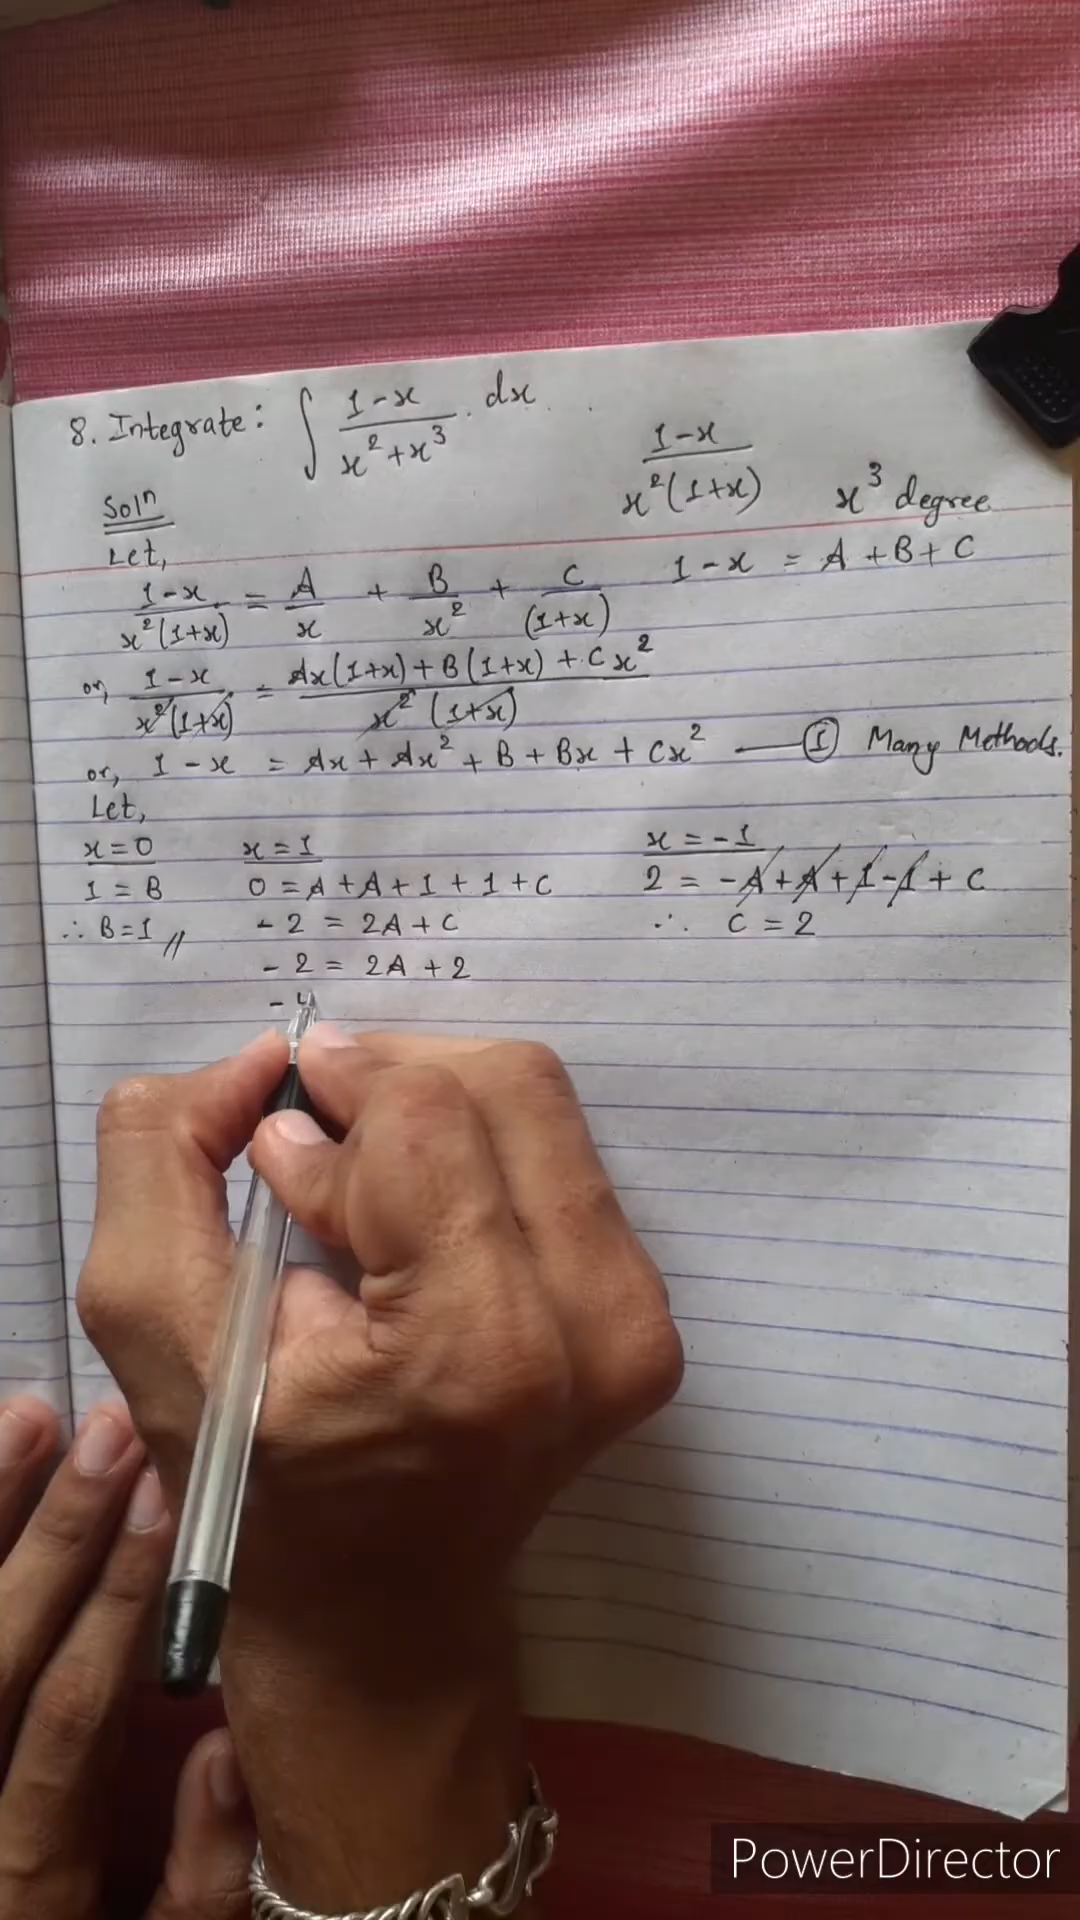 8. Integrate: ∫ (1-x)/(x²+x³) . dx
(1-x)/(x²(1+x)) x³ degree
Solⁿ
Let,
1-x = A + B + C
(1-x)/(x²(1+x)) = A/x + B/x² + C/(1+x)
or, (1-x)/(x²(1+x)) = (Ax(1+x) + B(1+x) + Cx²)/(x²(1+x))
or, 1 - x = Ax + Ax² + B + Bx + Cx² —— ① Many Methods.
Let,
x=0 x=1 x=-1
1 = B 0 = A + A + 1 + 1 + C 2 = -A + A + 1 - 1 + C
∴ B=1 // - 2 = 2A + C ∴ C = 2
- 2 = 2A + 2
- 4
PowerDirector